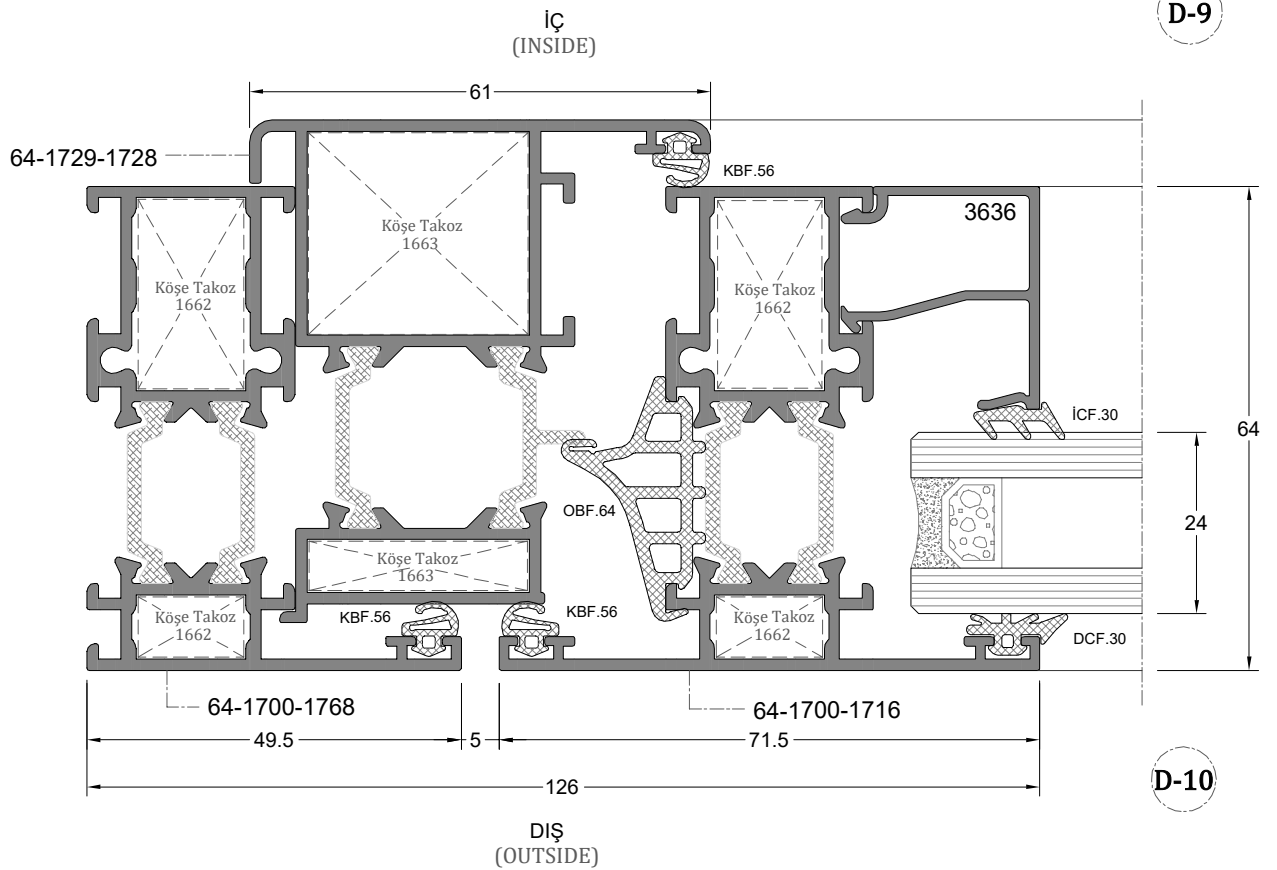 D-9
İÇ
(INSIDE)
61
64-1729-1728
KBF.56
3636
Köşe Takoz
1663
Köşe Takoz
1662
Köşe Takoz
1662
İCF.30
64
OBF.64
24
Köşe Takoz
1663
KBF.56
KBF.56
Köşe Takoz
1662
Köşe Takoz
1662
DCF.30
64-1700-1768
64-1700-1716
49.5
5
71.5
126
D-10
DIŞ
(OUTSIDE)